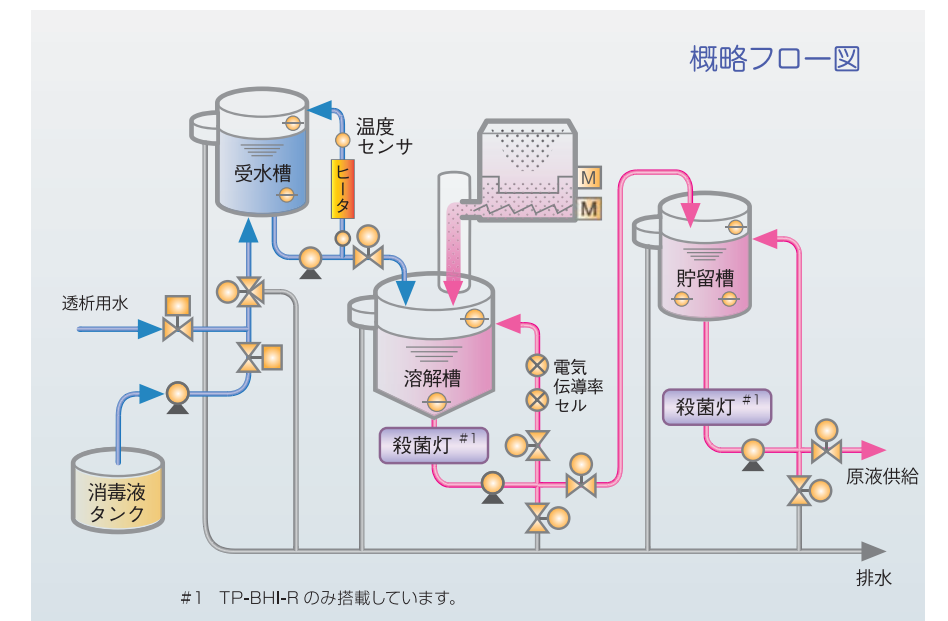 概略フロー図
温度
センサ
受水槽
ヒータ
M
M
透析用水
貯留槽
溶解槽
電気
伝導率
セル
殺菌灯 #1
殺菌灯 #1
原液供給
消毒液
タンク
排水
#1 TP-BHI-R のみ搭載しています。